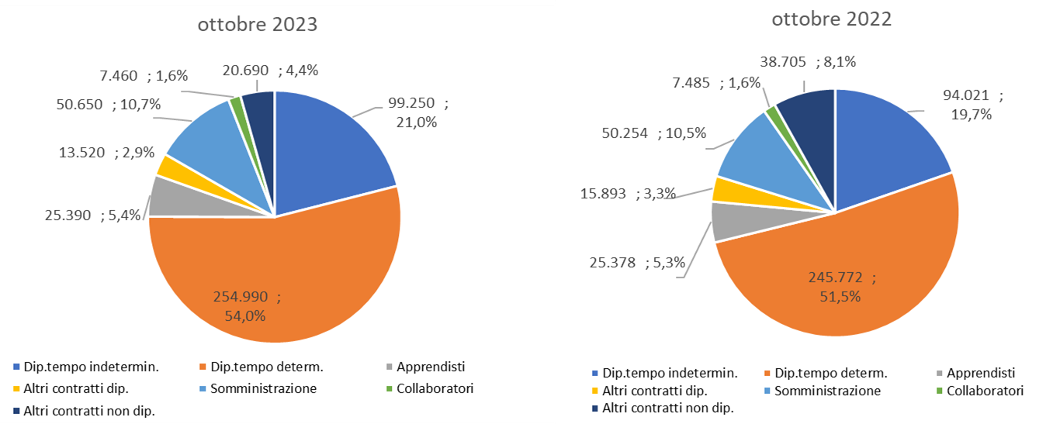 ottobre 2023
20.690 ; 4,4%
7.460 ; 1,6%
50.650 ; 10,7%
99.250 ;
21,0%
13.520 ; 2,9%
25.390 ; 5,4%
254.990 ;
54,0%
Dip.tempo indetermin.
Dip.tempo determ.
Apprendisti
Altri contratti dip.
Somministrazione
Collaboratori
Altri contratti non dip.
ottobre 2022
38.705 ; 8,1%
7.485 ; 1,6%
94.021 ;
19,7%
50.254 ; 10,5%
15.893 ; 3,3%
25.378 ; 5,3%
245.772 ;
51,5%
Dip.tempo indetermin.
Dip.tempo determ.
Apprendisti
Altri contratti dip.
Somministrazione
Collaboratori
Altri contratti non dip.